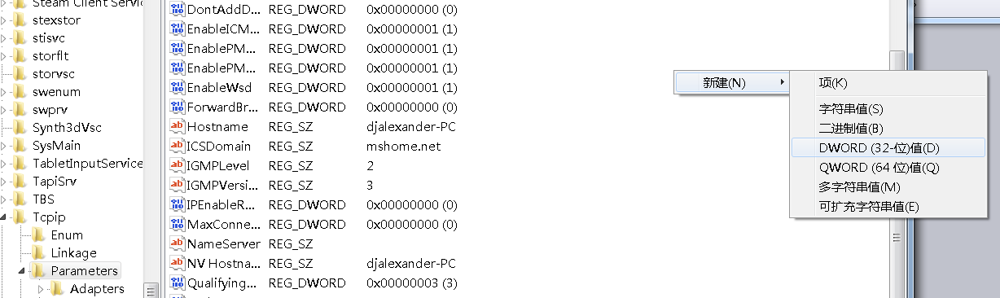 Steam Client Serv
stexstor
stisvc
storflt
storvsc
swenum
swprv
Synth3dVsc
SysMain
TabletInputService
TapiSrv
TBS
Tcpip
Enum
Linkage
Parameters
Adapters
DontAddD... REG_DWORD 0x00000000 (0)
EnableICM... REG_DWORD 0x00000001 (1)
EnablePM... REG_DWORD 0x00000001 (1)
EnablePM... REG_DWORD 0x00000001 (1)
EnableWsd REG_DWORD 0x00000001 (1)
ForwardBr... REG_DWORD 0x00000000 (0)
Hostname REG_SZ djalexander-PC
ICSDomain REG_SZ mshome.net
IGMPLevel REG_SZ 2
IGMPVersi... REG_SZ 3
IPEnableR... REG_DWORD 0x00000000 (0)
MaxConne... REG_DWORD 0x00000000 (0)
NameServer REG_SZ
NV Hostna... REG_SZ djalexander-PC
Qualifying... REG_DWORD 0x00000003 (3)
新建(N)
项(K)
字符串值(S)
二进制值(B)
DWORD (32-位)值(D)
QWORD (64 位)值(Q)
多字符串值(M)
可扩充字符串值(E)